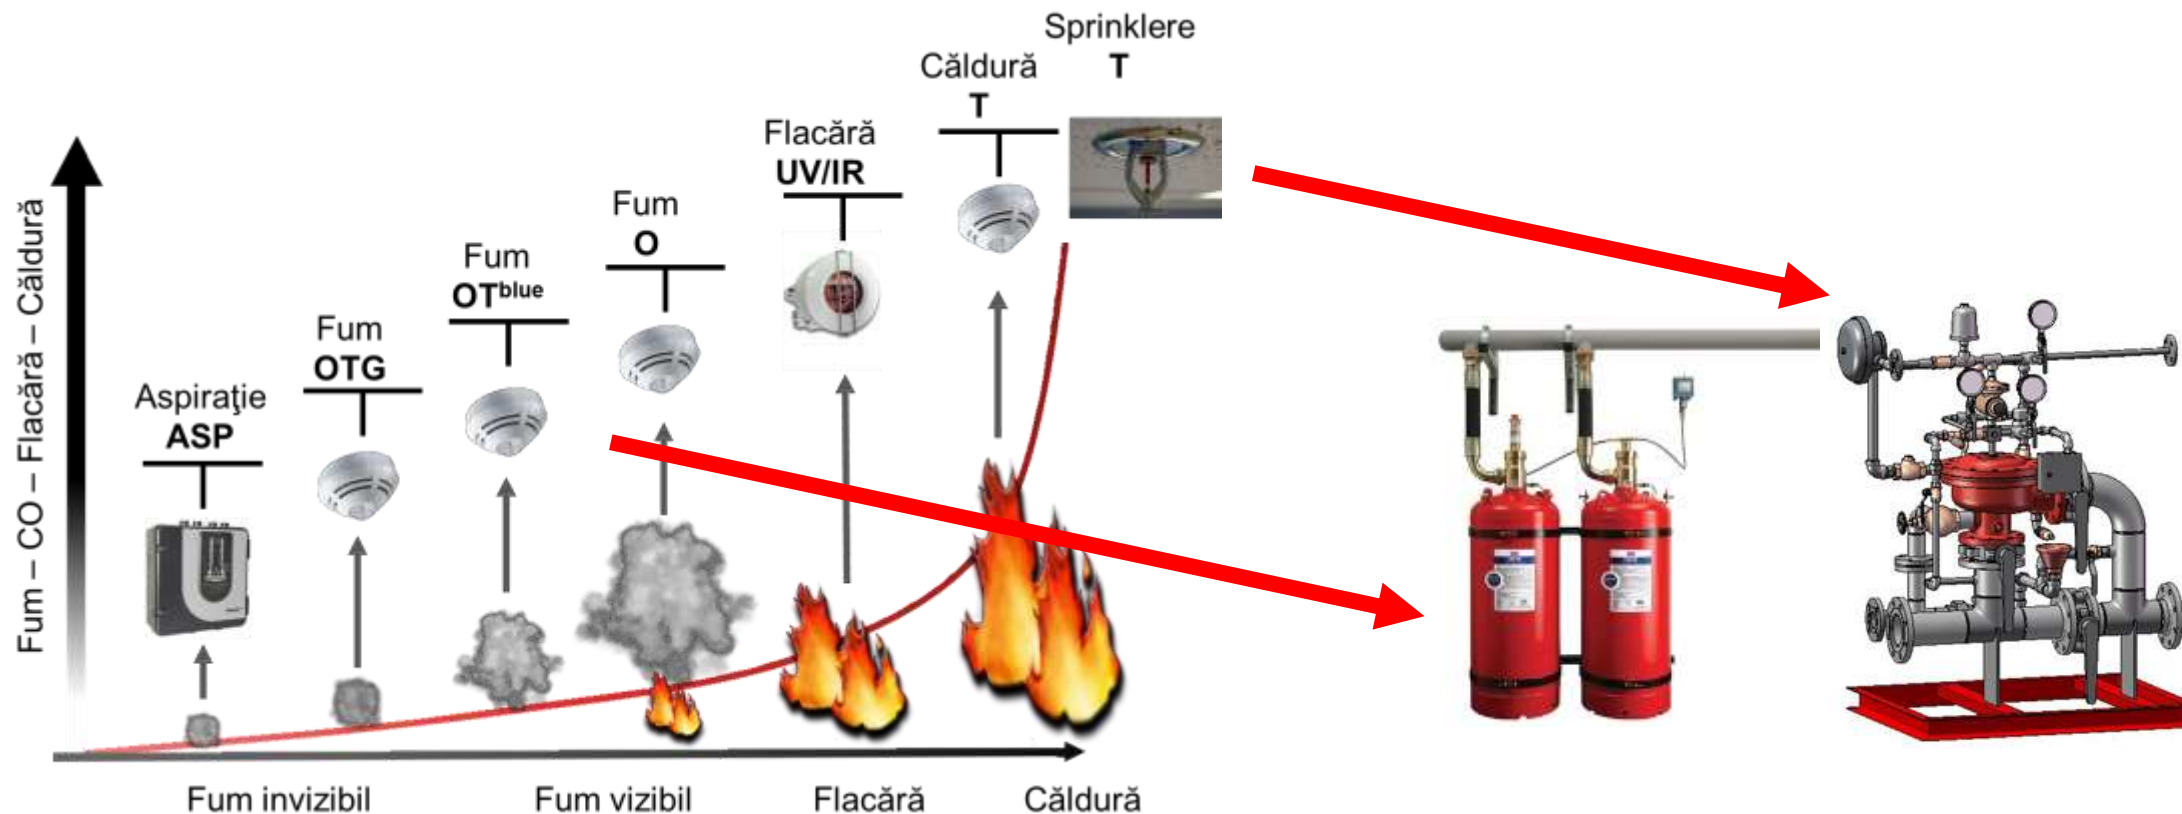 Sprinklere
T
Căldură
T
Flacără
UV/IR
Fum
O
Fum
OTblue
Fum
OTG
Aspiraţie
ASP
Fum – CO – Flacără – Căldură
Fum invizibil
Fum vizibil
Flacără
Căldură